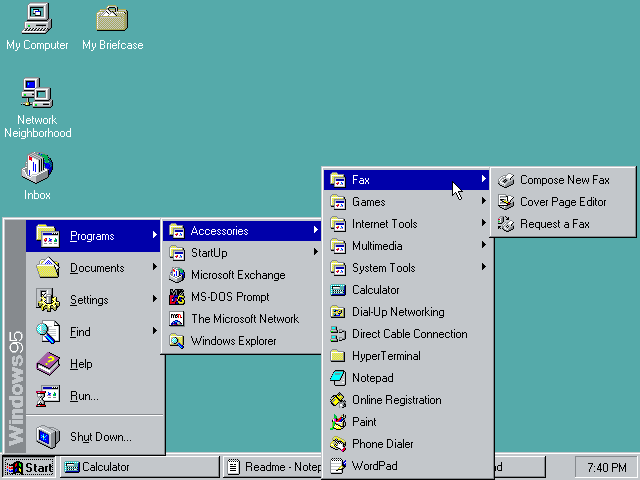 My Computer
My Briefcase
Network
Neighborhood
Inbox
Programs
Documents
Settings
Find
Help
Run...
Shut Down...
Windows95
Accessories
StartUp
Microsoft Exchange
MS-DOS Prompt
The Microsoft Network
Windows Explorer
Fax
Games
Internet Tools
Multimedia
System Tools
Calculator
Dial-Up Networking
Direct Cable Connection
HyperTerminal
Notepad
Online Registration
Paint
Phone Dialer
WordPad
Compose New Fax
Cover Page Editor
Request a Fax
Start
Calculator
Readme - Notep
7:40 PM